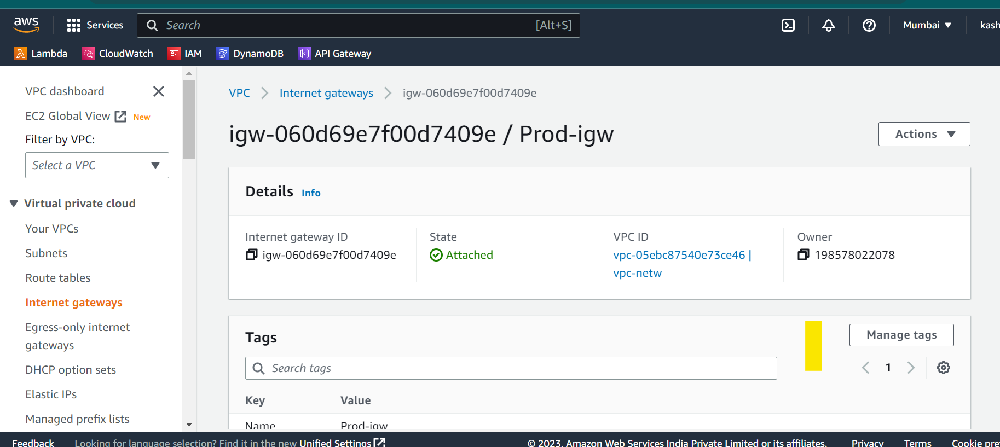 aws
Services
Search [Alt+S]
Mumbai
kash
Lambda
CloudWatch
IAM
DynamoDB
API Gateway
VPC dashboard
EC2 Global View New
Filter by VPC:
Select a VPC
Virtual private cloud
Your VPCs
Subnets
Route tables
Internet gateways
Egress-only internet
gateways
DHCP option sets
Elastic IPs
Managed prefix lists
VPC Internet gateways igw-060d69e7f00d7409e
igw-060d69e7f00d7409e / Prod-igw
Actions
Details Info
Internet gateway ID
igw-060d69e7f00d7409e
State
Attached
VPC ID
vpc-05ebc87540e73ce46 |
vpc-netw
Owner
198578022078
Tags
Manage tags
Search tags
1
Key Value
Name Prod-igw
Feedback Looking for language selection? Find it in the new Unified Settings © 2023, Amazon Web Services India Private Limited or its affiliates. Privacy Terms Cookie pre